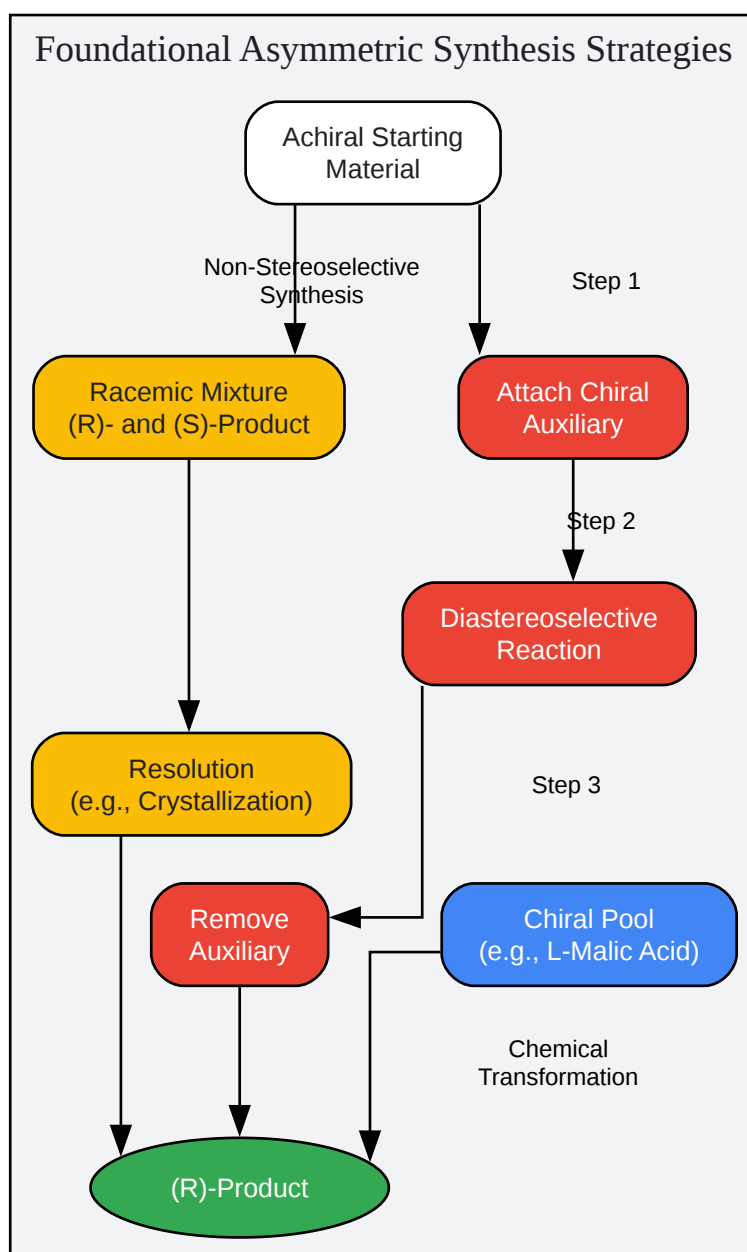 Foundational Asymmetric Synthesis Strategies
Achiral Starting
Material
Non-Stereoselective
Synthesis
Step 1
Racemic Mixture
(R)- and (S)-Product
Attach Chiral
Auxiliary
Step 2
Diastereoselective
Reaction
Resolution
(e.g., Crystallization)
Step 3
Remove
Auxiliary
Chiral Pool
(e.g., L-Malic Acid)
Chemical
Transformation
(R)-Product